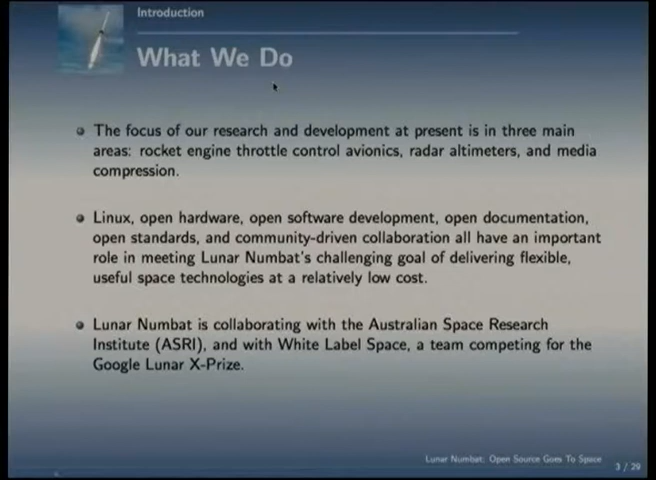 Introduction
What We Do
The focus of our research and development at present is in three main
areas: rocket engine throttle control avionics, radar altimeters, and media
compression.
Linux, open hardware, open software development, open documentation,
open standards, and community-driven collaboration all have an important
role in meeting Lunar Numbat's challenging goal of delivering flexible,
useful space technologies at a relatively low cost.
Lunar Numbat is collaborating with the Australian Space Research
Institute (ASRI), and with White Label Space, a team competing for the
Google Lunar X-Prize.
Lunar Numbat: Open Source Goes To Space
3 / 29